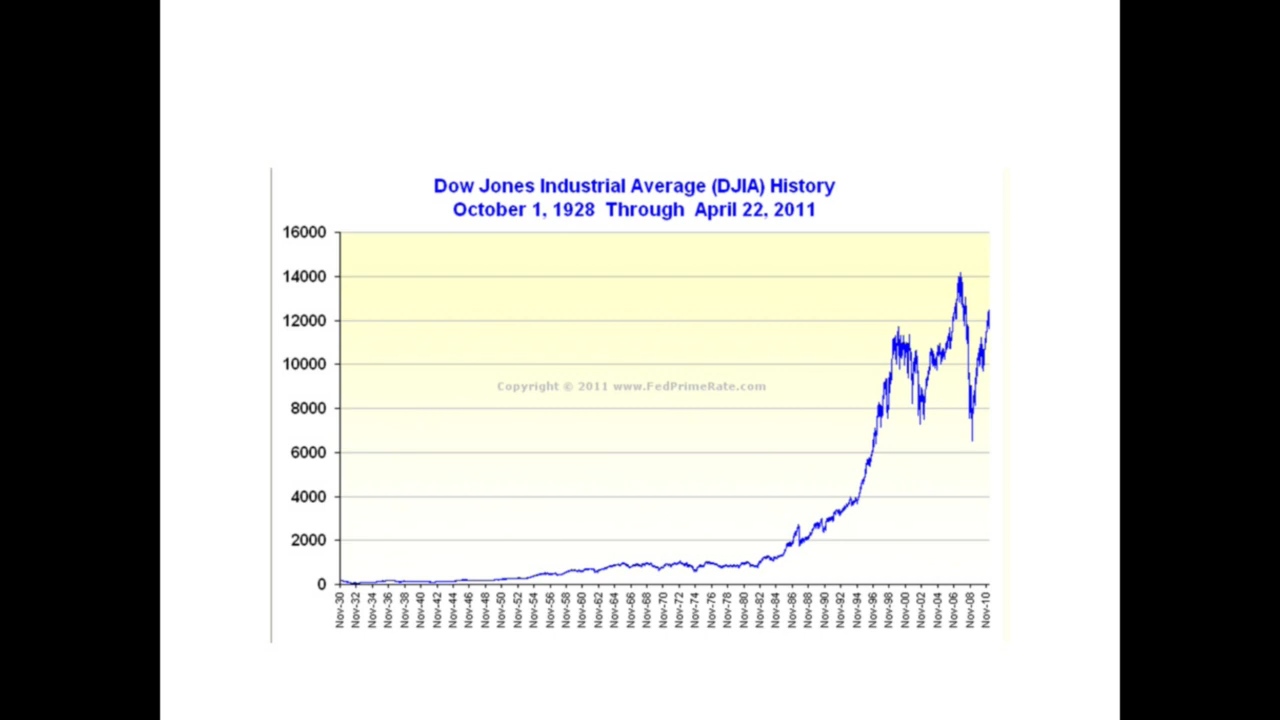 Dow Jones Industrial Average (DJIA) History
October 1, 1928 Through April 22, 2011
16000
14000
12000
10000
8000
6000
4000
2000
0
Copyright © 2011 www.FedPrimeRate.com
Nov-30
Nov-32
Nov-34
Nov-36
Nov-38
Nov-40
Nov-42
Nov-44
Nov-46
Nov-48
Nov-50
Nov-52
Nov-54
Nov-56
Nov-58
Nov-60
Nov-62
Nov-64
Nov-66
Nov-68
Nov-70
Nov-72
Nov-74
Nov-76
Nov-78
Nov-80
Nov-82
Nov-84
Nov-86
Nov-88
Nov-90
Nov-92
Nov-94
Nov-96
Nov-98
Nov-00
Nov-02
Nov-04
Nov-06
Nov-08
Nov-10